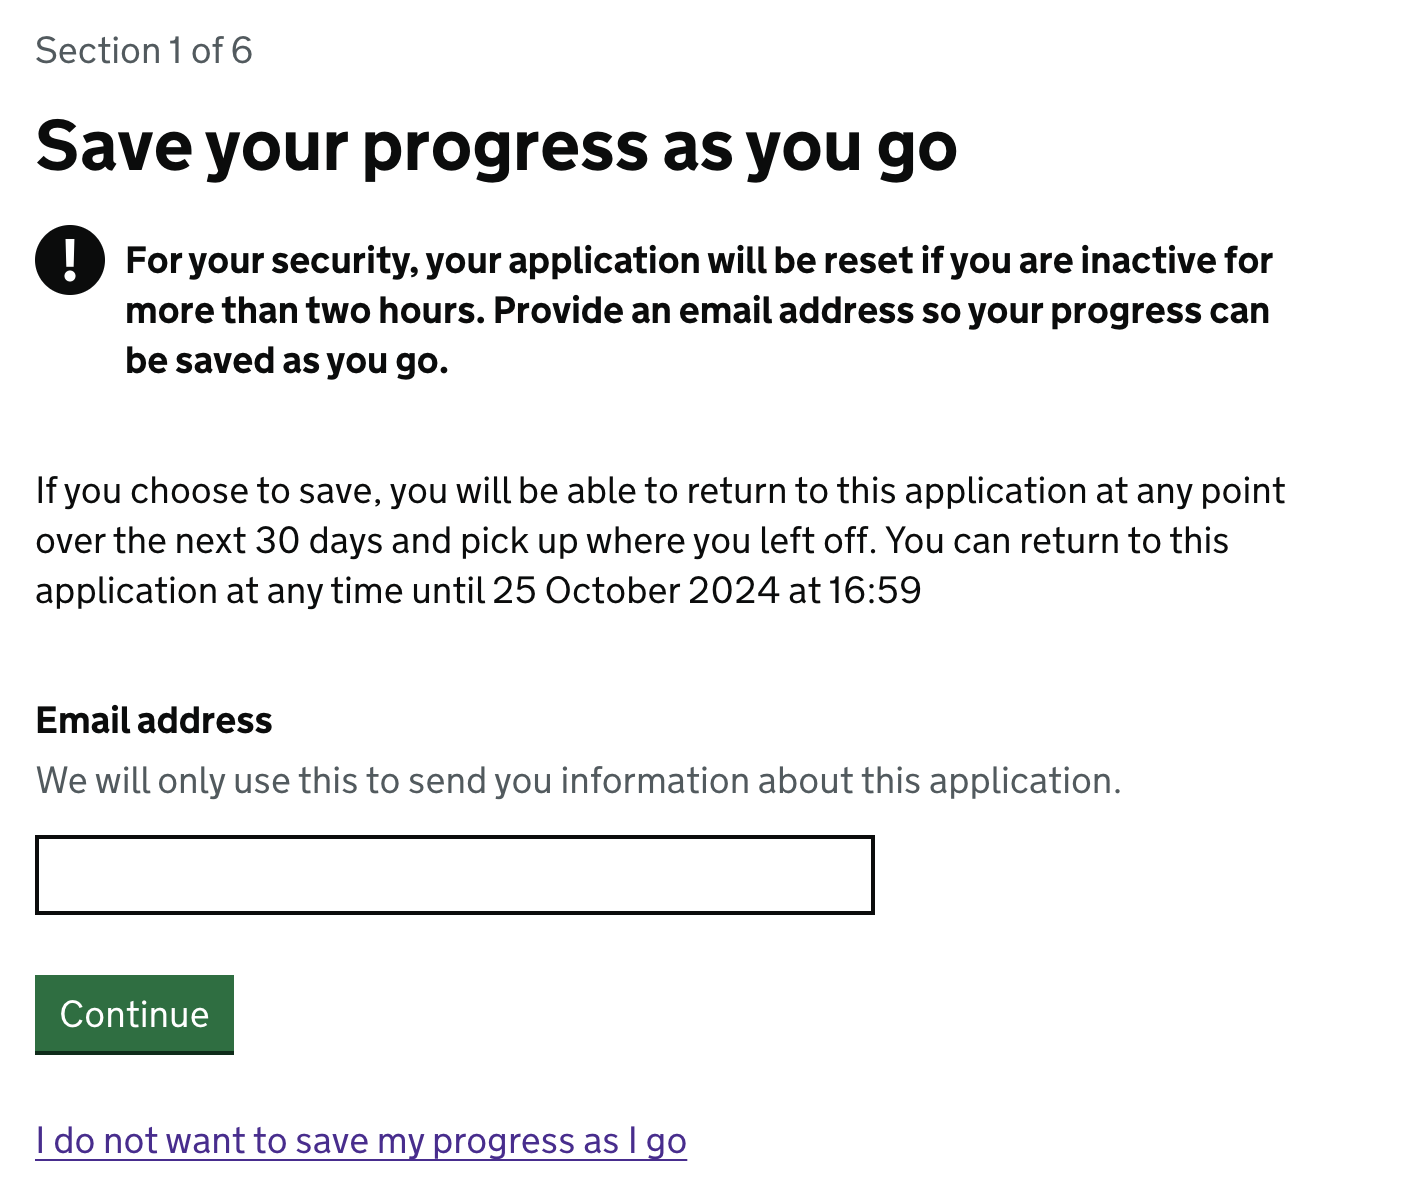 Section 1 of 6
Save your progress as you go
!
For your security, your application will be reset if you are inactive for
more than two hours. Provide an email address so your progress can
be saved as you go.
If you choose to save, you will be able to return to this application at any point
over the next 30 days and pick up where you left off. You can return to this
application at any time until 25 October 2024 at 16:59
Email address
We will only use this to send you information about this application.
Continue
I do not want to save my progress as I go